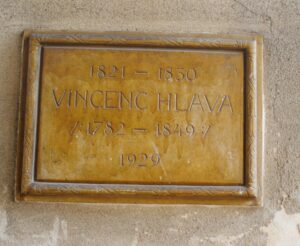 1821 – 1850
VINCENC HLAVA
/1782 – 1849/
1929